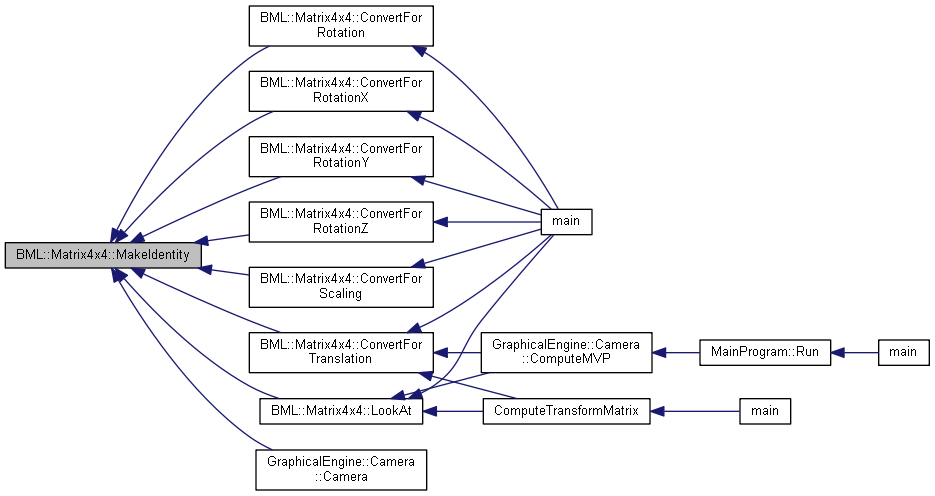 BML::Matrix4x4::ConvertFor
Rotation
BML::Matrix4x4::ConvertFor
RotationX
BML::Matrix4x4::ConvertFor
RotationY
BML::Matrix4x4::ConvertFor
RotationZ
main
BML::Matrix4x4::MakeIdentity
BML::Matrix4x4::ConvertFor
Scaling
BML::Matrix4x4::ConvertFor
Translation
GraphicalEngine::Camera
::ComputeMVP
MainProgram::Run
main
BML::Matrix4x4::LookAt
ComputeTransformMatrix
main
GraphicalEngine::Camera
::Camera